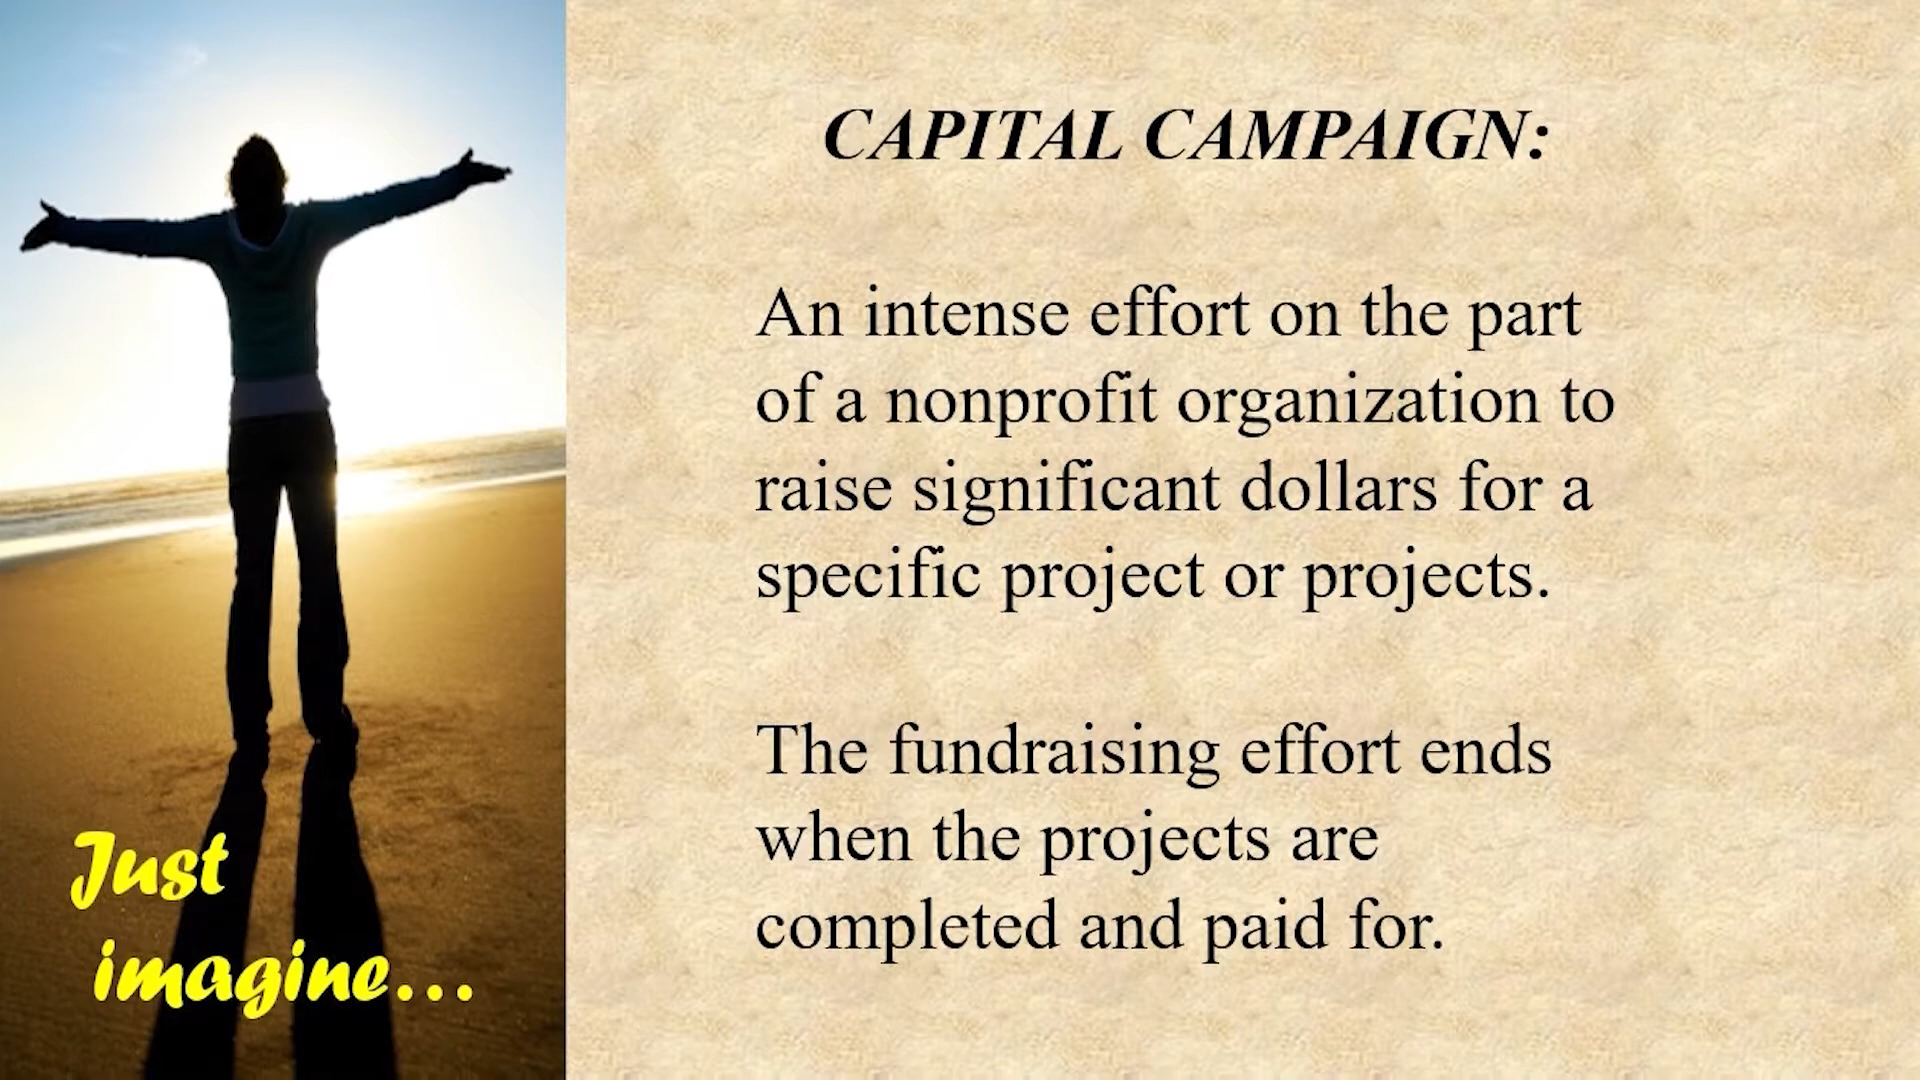 CAPITAL CAMPAIGN:
An intense effort on the part
of a nonprofit organization to
raise significant dollars for a
specific project or projects.
The fundraising effort ends
when the projects are
completed and paid for.
Just
imagine...